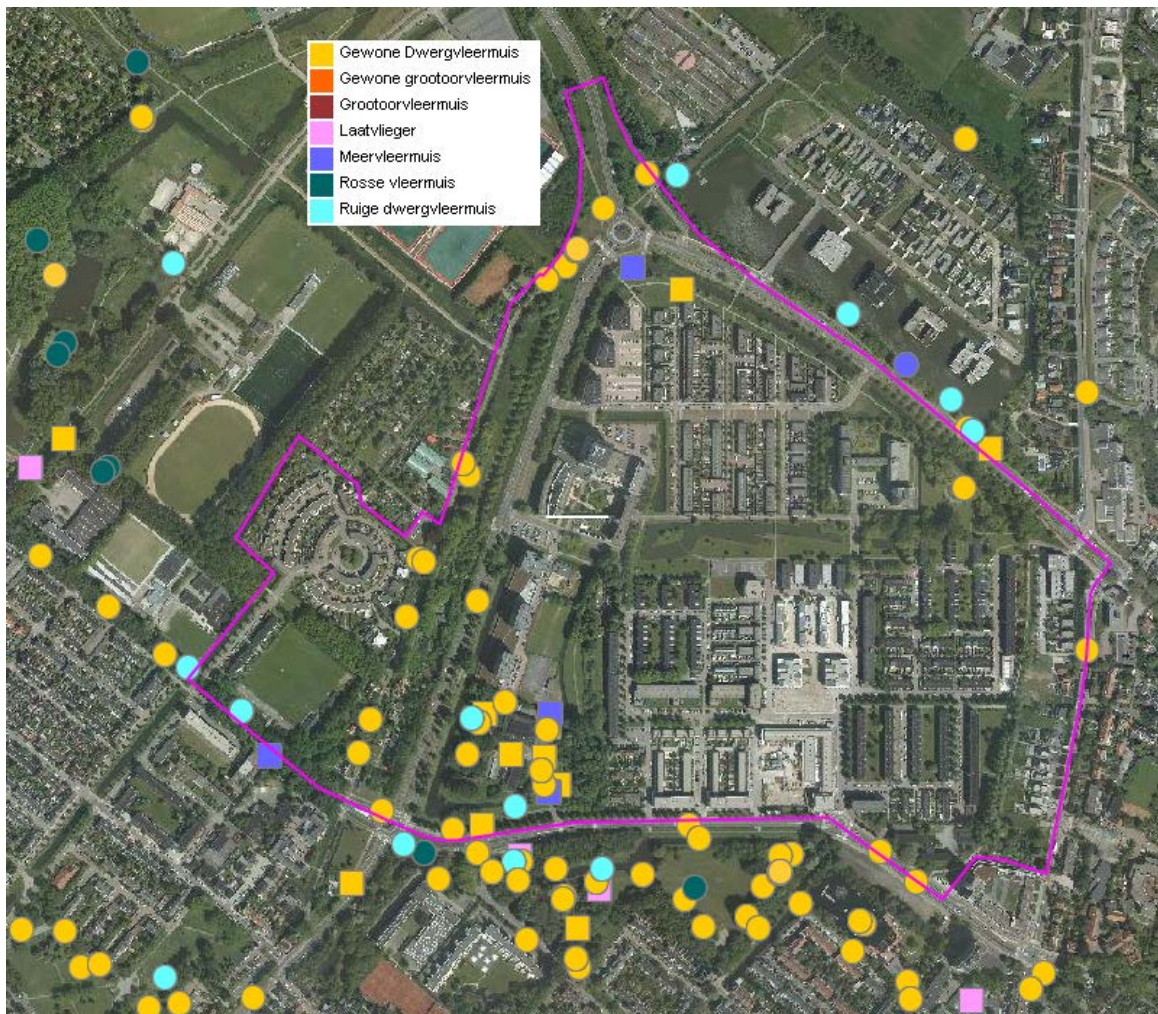 Gewone Dwergvleermuis
Gewone grootoorvleermuis
Grootoorvleermuis
Laatvlieger
Meervleermuis
Rosse vleermuis
Ruige dwergvleermuis